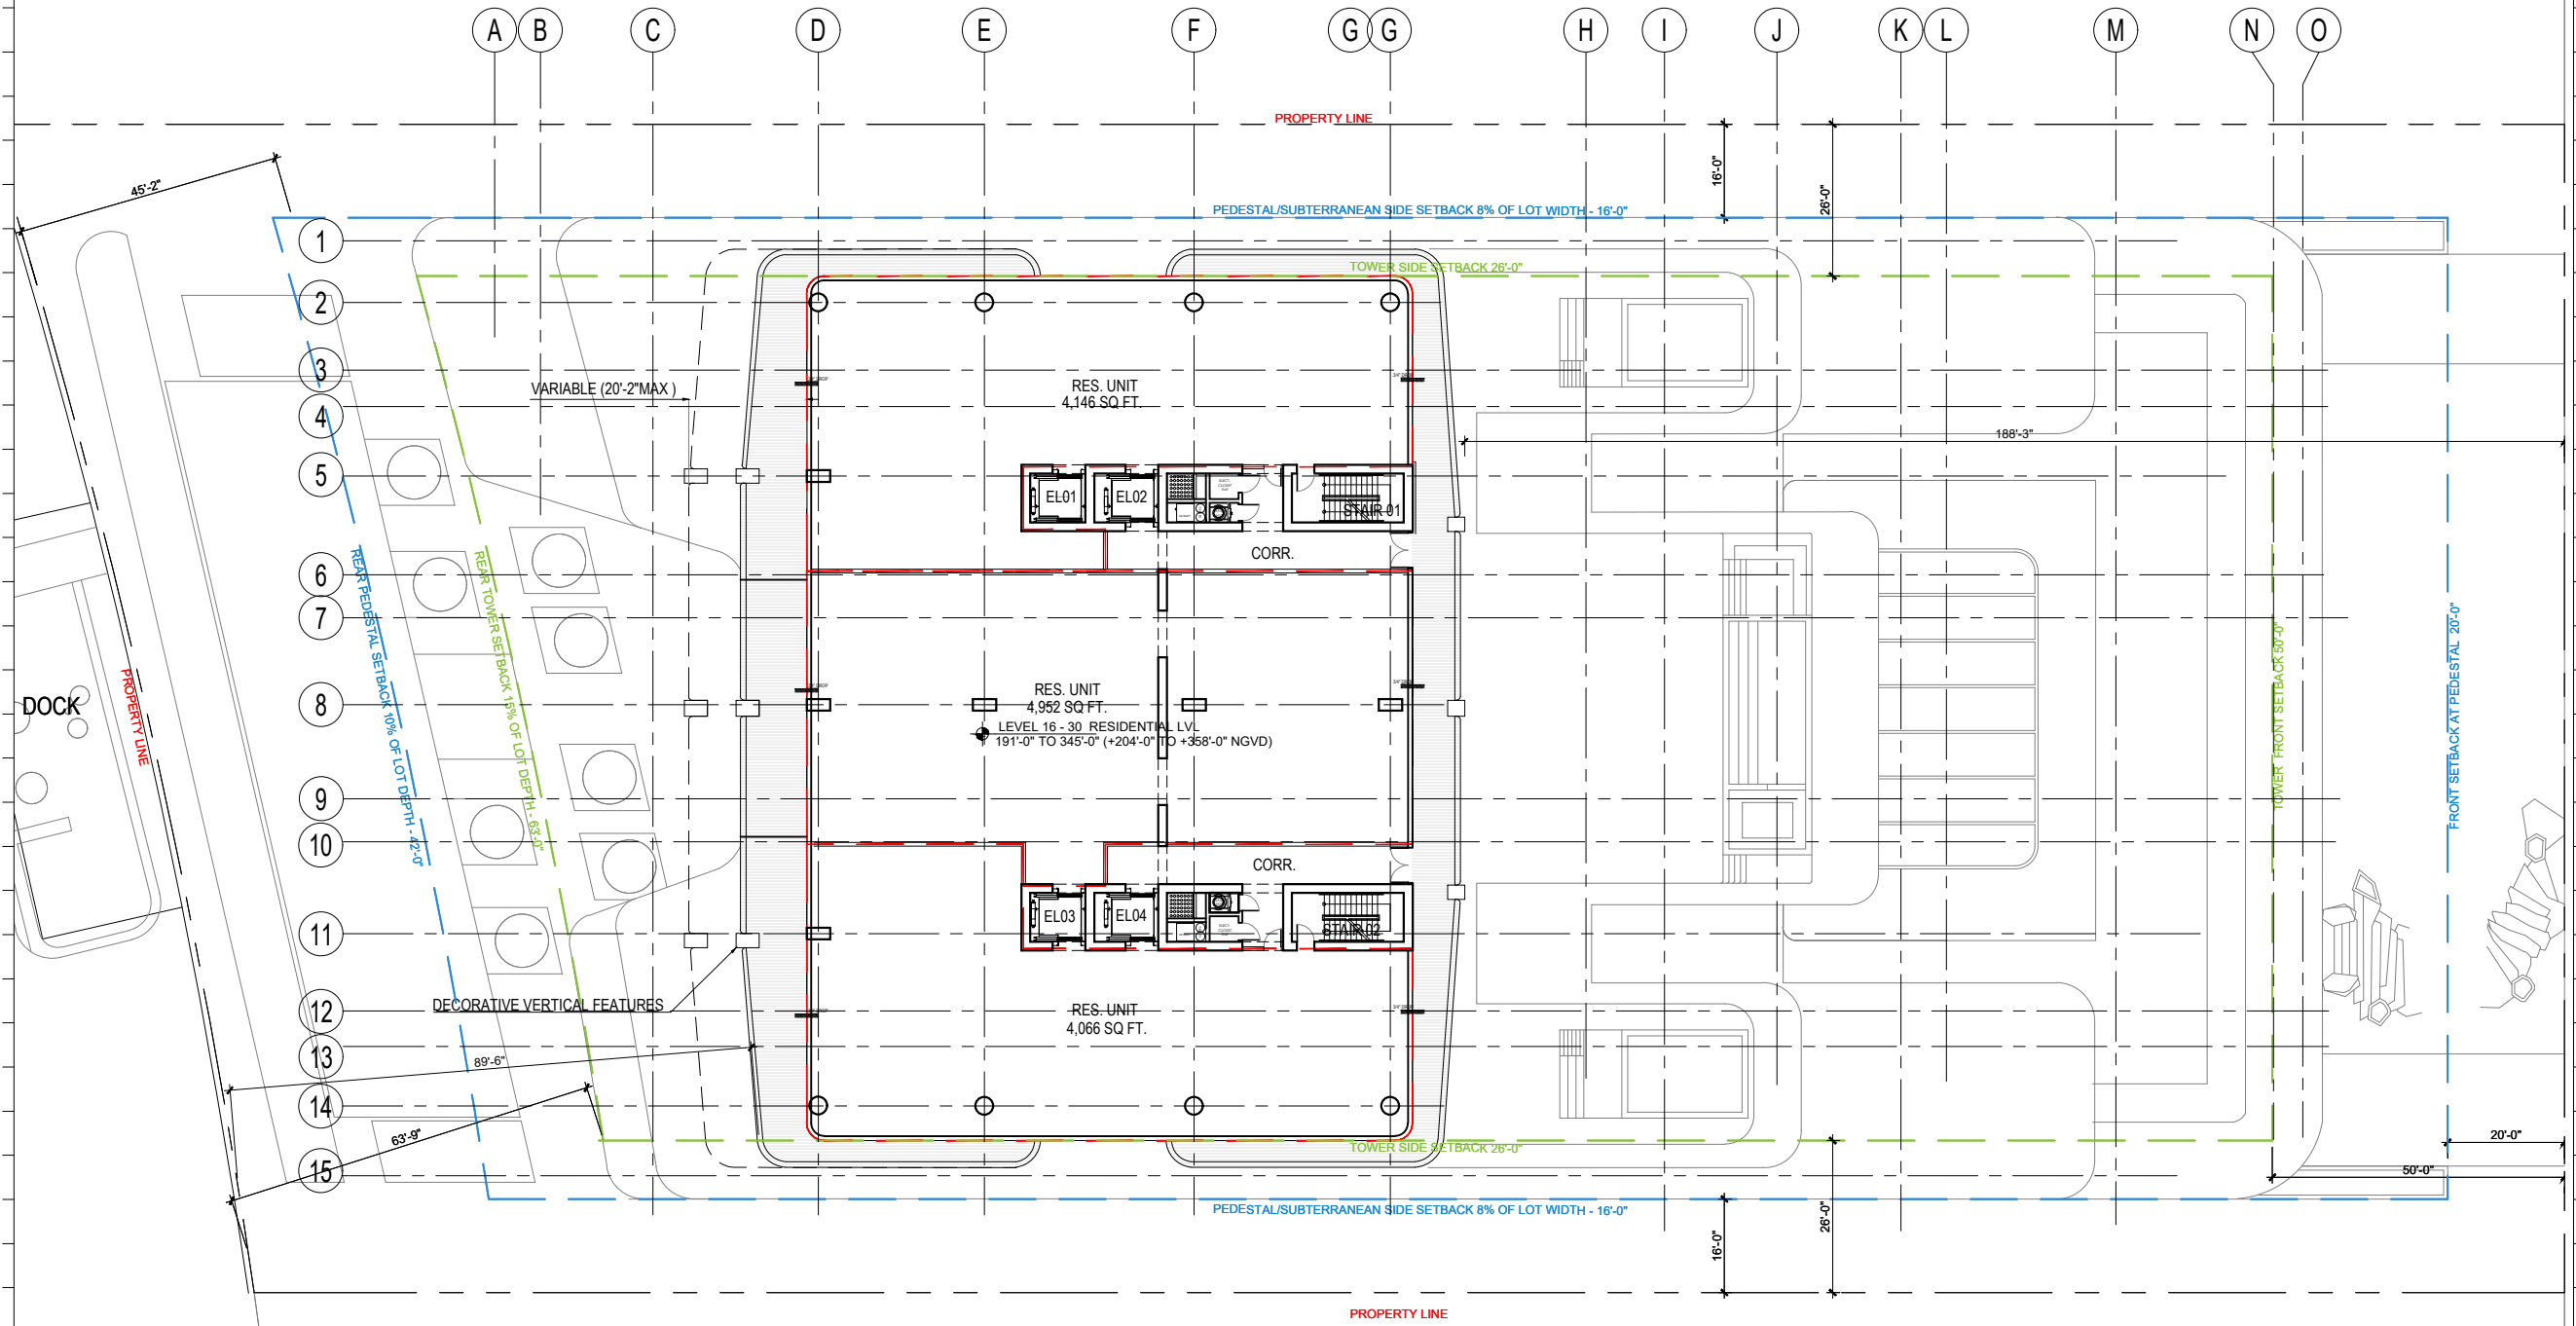 A
B
C
D
E
F
G
G
H
I
J
K
L
M
N
O
PROPERTY LINE
45'-2"
16'-0"
26'-0"
PEDESTAL/SUBTERRANEAN SIDE SETBACK 8% OF LOT WIDTH - 16'-0"
1
TOWER SIDE SETBACK 26'-0"
2
3
VARIABLE (20'-2"MAX )
RES. UNIT
4,146 SQ FT.
4
188'-3"
5
EL01
EL02
STAIR 01
CORR.
6
7
REAR PEDESTAL SETBACK 10% OF LOT DEPTH - 42'-0"
REAR TOWER SETBACK 15% OF LOT DEPTH - 63'-0"
PROPERTY LINE
DOCK
8
RES. UNIT
4,952 SQ FT.
LEVEL 16 - 30 RESIDENTIAL LVL
191'-0" TO 345'-0" (+204'-0" TO +358'-0" NGVD)
TOWER FRONT SETBACK 50'-0"
FRONT SETBACK AT PEDESTAL 20'-0"
9
10
CORR.
EL03
EL04
STAIR 02
11
DECORATIVE VERTICAL FEATURES
12
RES. UNIT
4,066 SQ FT.
13
89'-6"
14
63'-9"
TOWER SIDE SETBACK 26'-0"
20'-0"
15
50'-0"
PEDESTAL/SUBTERRANEAN SIDE SETBACK 8% OF LOT WIDTH - 16'-0"
16'-0"
26'-0"
PROPERTY LINE